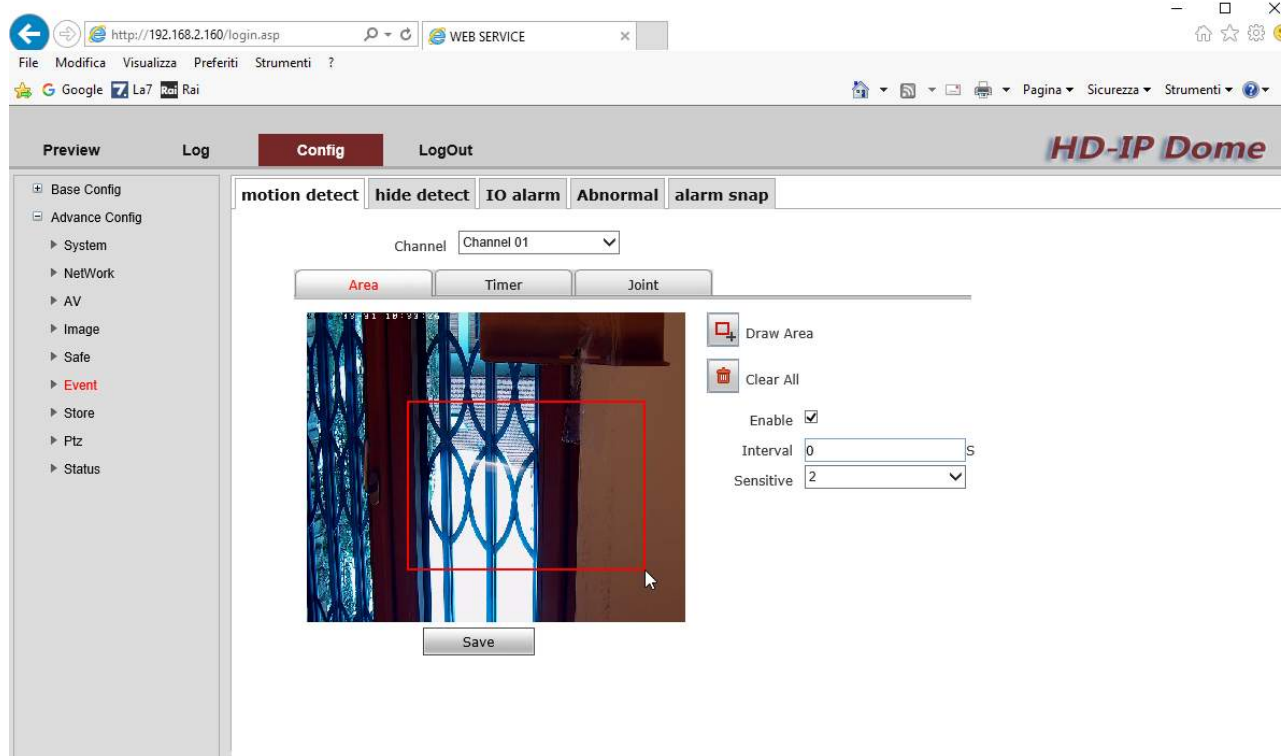 http://192.168.2.160/login.asp
WEB SERVICE
File Modifica Visualizza Preferiti Strumenti ?
G Google 7 La7 Rai Rai
Pagina Sicurezza Strumenti ?
Preview Log Config LogOut
HD-IP Dome
Base Config
Advance Config
System
NetWork
AV
Image
Safe
Event
Store
Ptz
Status
motion detect hide detect IO alarm Abnormal alarm snap
Channel Channel 01
Area Timer Joint
Draw Area
Clear All
Enable
Interval 0 S
Sensitive 2
Save